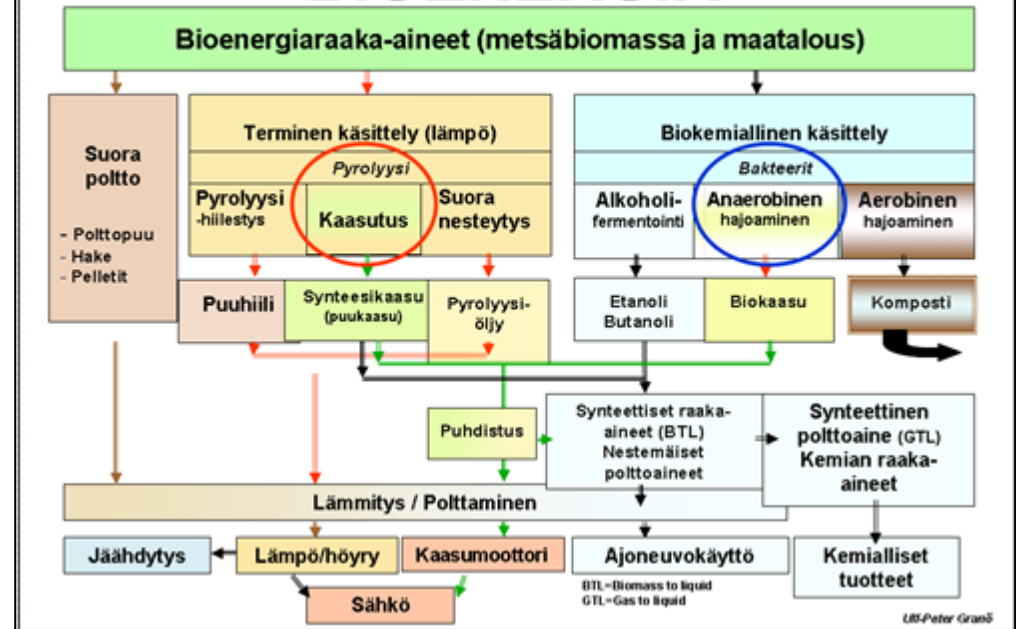 Bioenergiaraaka-aineet (metsäbiomassa ja maatalous)
Suora
poltto
- Polttopuu
- Hake
- Pelletit
Terminen käsittely (lämpö)
Pyrolyysi
Pyrolyysi
-hiilestys
Kaasutus
Suora
nesteytys
Biokemiallinen käsittely
Bakteerit
Alkoholi-
fermentointi
Anaerobinen
hajoaminen
Aerobinen
hajoaminen
Puuhiili
Synteesikaasu
(puukaasu)
Pyrolyysi-
öljy
Etanoli
Butanoli
Biokaasu
Komposti
Puhdistus
Synteettiset raaka-
aineet (BTL)
Nestemäiset
polttoaineet
Synteettinen
polttoaine (GTL)
Kemian raaka-
aineet
Lämmitys / Polttaminen
Jäähdytys
Lämpö/höyry
Kaasumoottori
Ajoneuvokäyttö
Kemialliset
tuotteet
BTL=Biomass to liquid
GTL=Gas to liquid
Sähkö
Ulf-Peter Granö